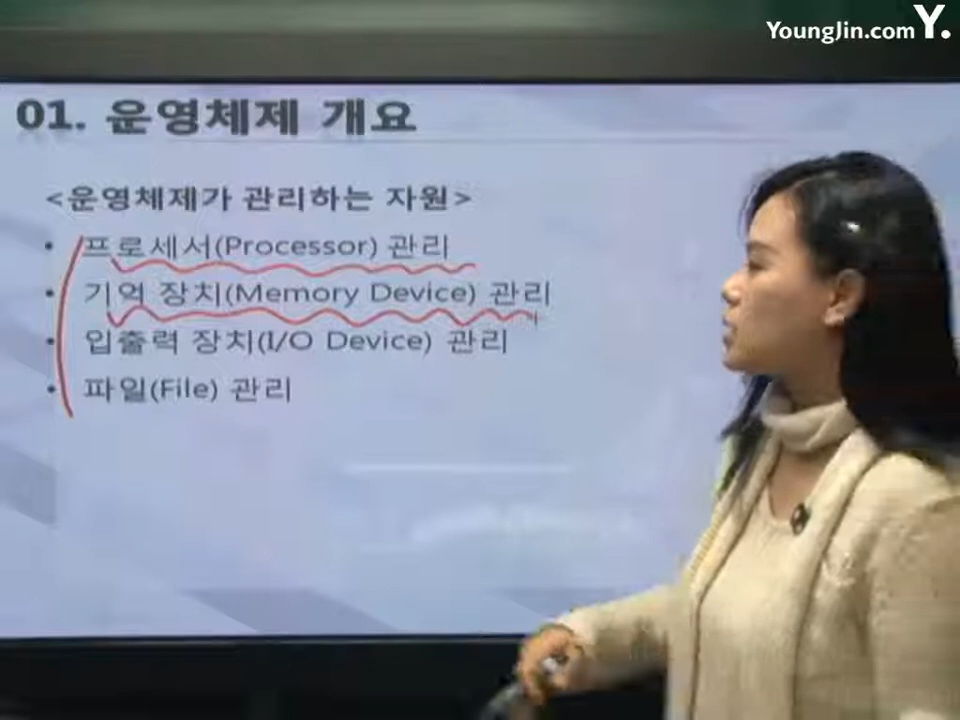 YoungJin.com Y.
01. 운영체제 개요
<운영체제가 관리하는 자원>
• 프로세서(Processor) 관리
• 기억 장치(Memory Device) 관리
• 입출력 장치(I/O Device) 관리
• 파일(File) 관리